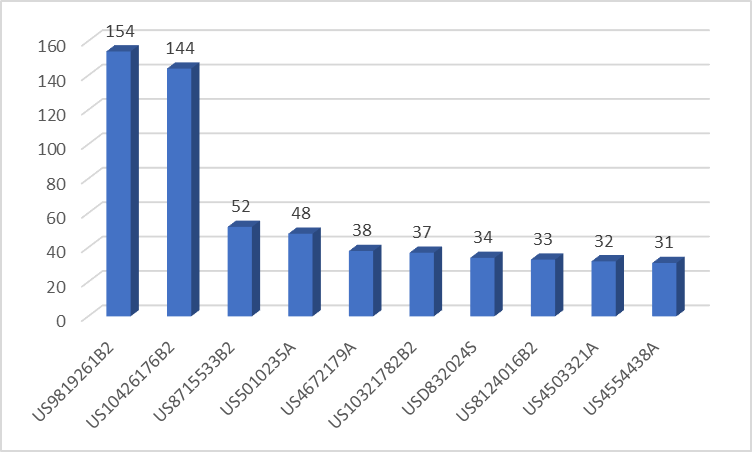 154
144
52
48
38
37
34
33
32
31
160
140
120
100
80
60
40
20
0
US9819261B2
US10426176B2
US8715533B2
US5010235A
US4672179A
US10321782B2
USD832024S
US8124016B2
US4503321A
US4554438A